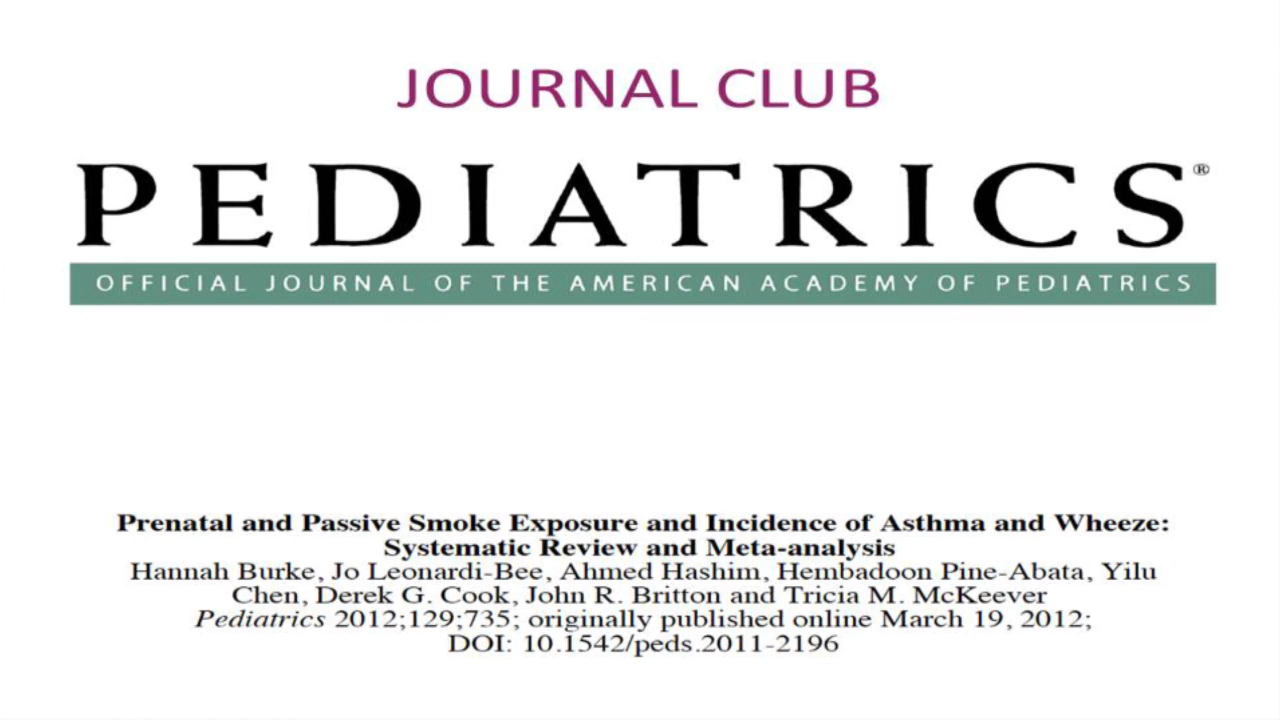 JOURNAL CLUB
PEDIATRICS®
OFFICIAL JOURNAL OF THE AMERICAN ACADEMY OF PEDIATRICS
Prenatal and Passive Smoke Exposure and Incidence of Asthma and Wheeze:
Systematic Review and Meta-analysis
Hannah Burke, Jo Leonardi-Bee, Ahmed Hashim, Hembadoon Pine-Abata, Yilu
Chen, Derek G. Cook, John R. Britton and Tricia M. McKeever
Pediatrics 2012;129;735; originally published online March 19, 2012;
DOI: 10.1542/peds.2011-2196